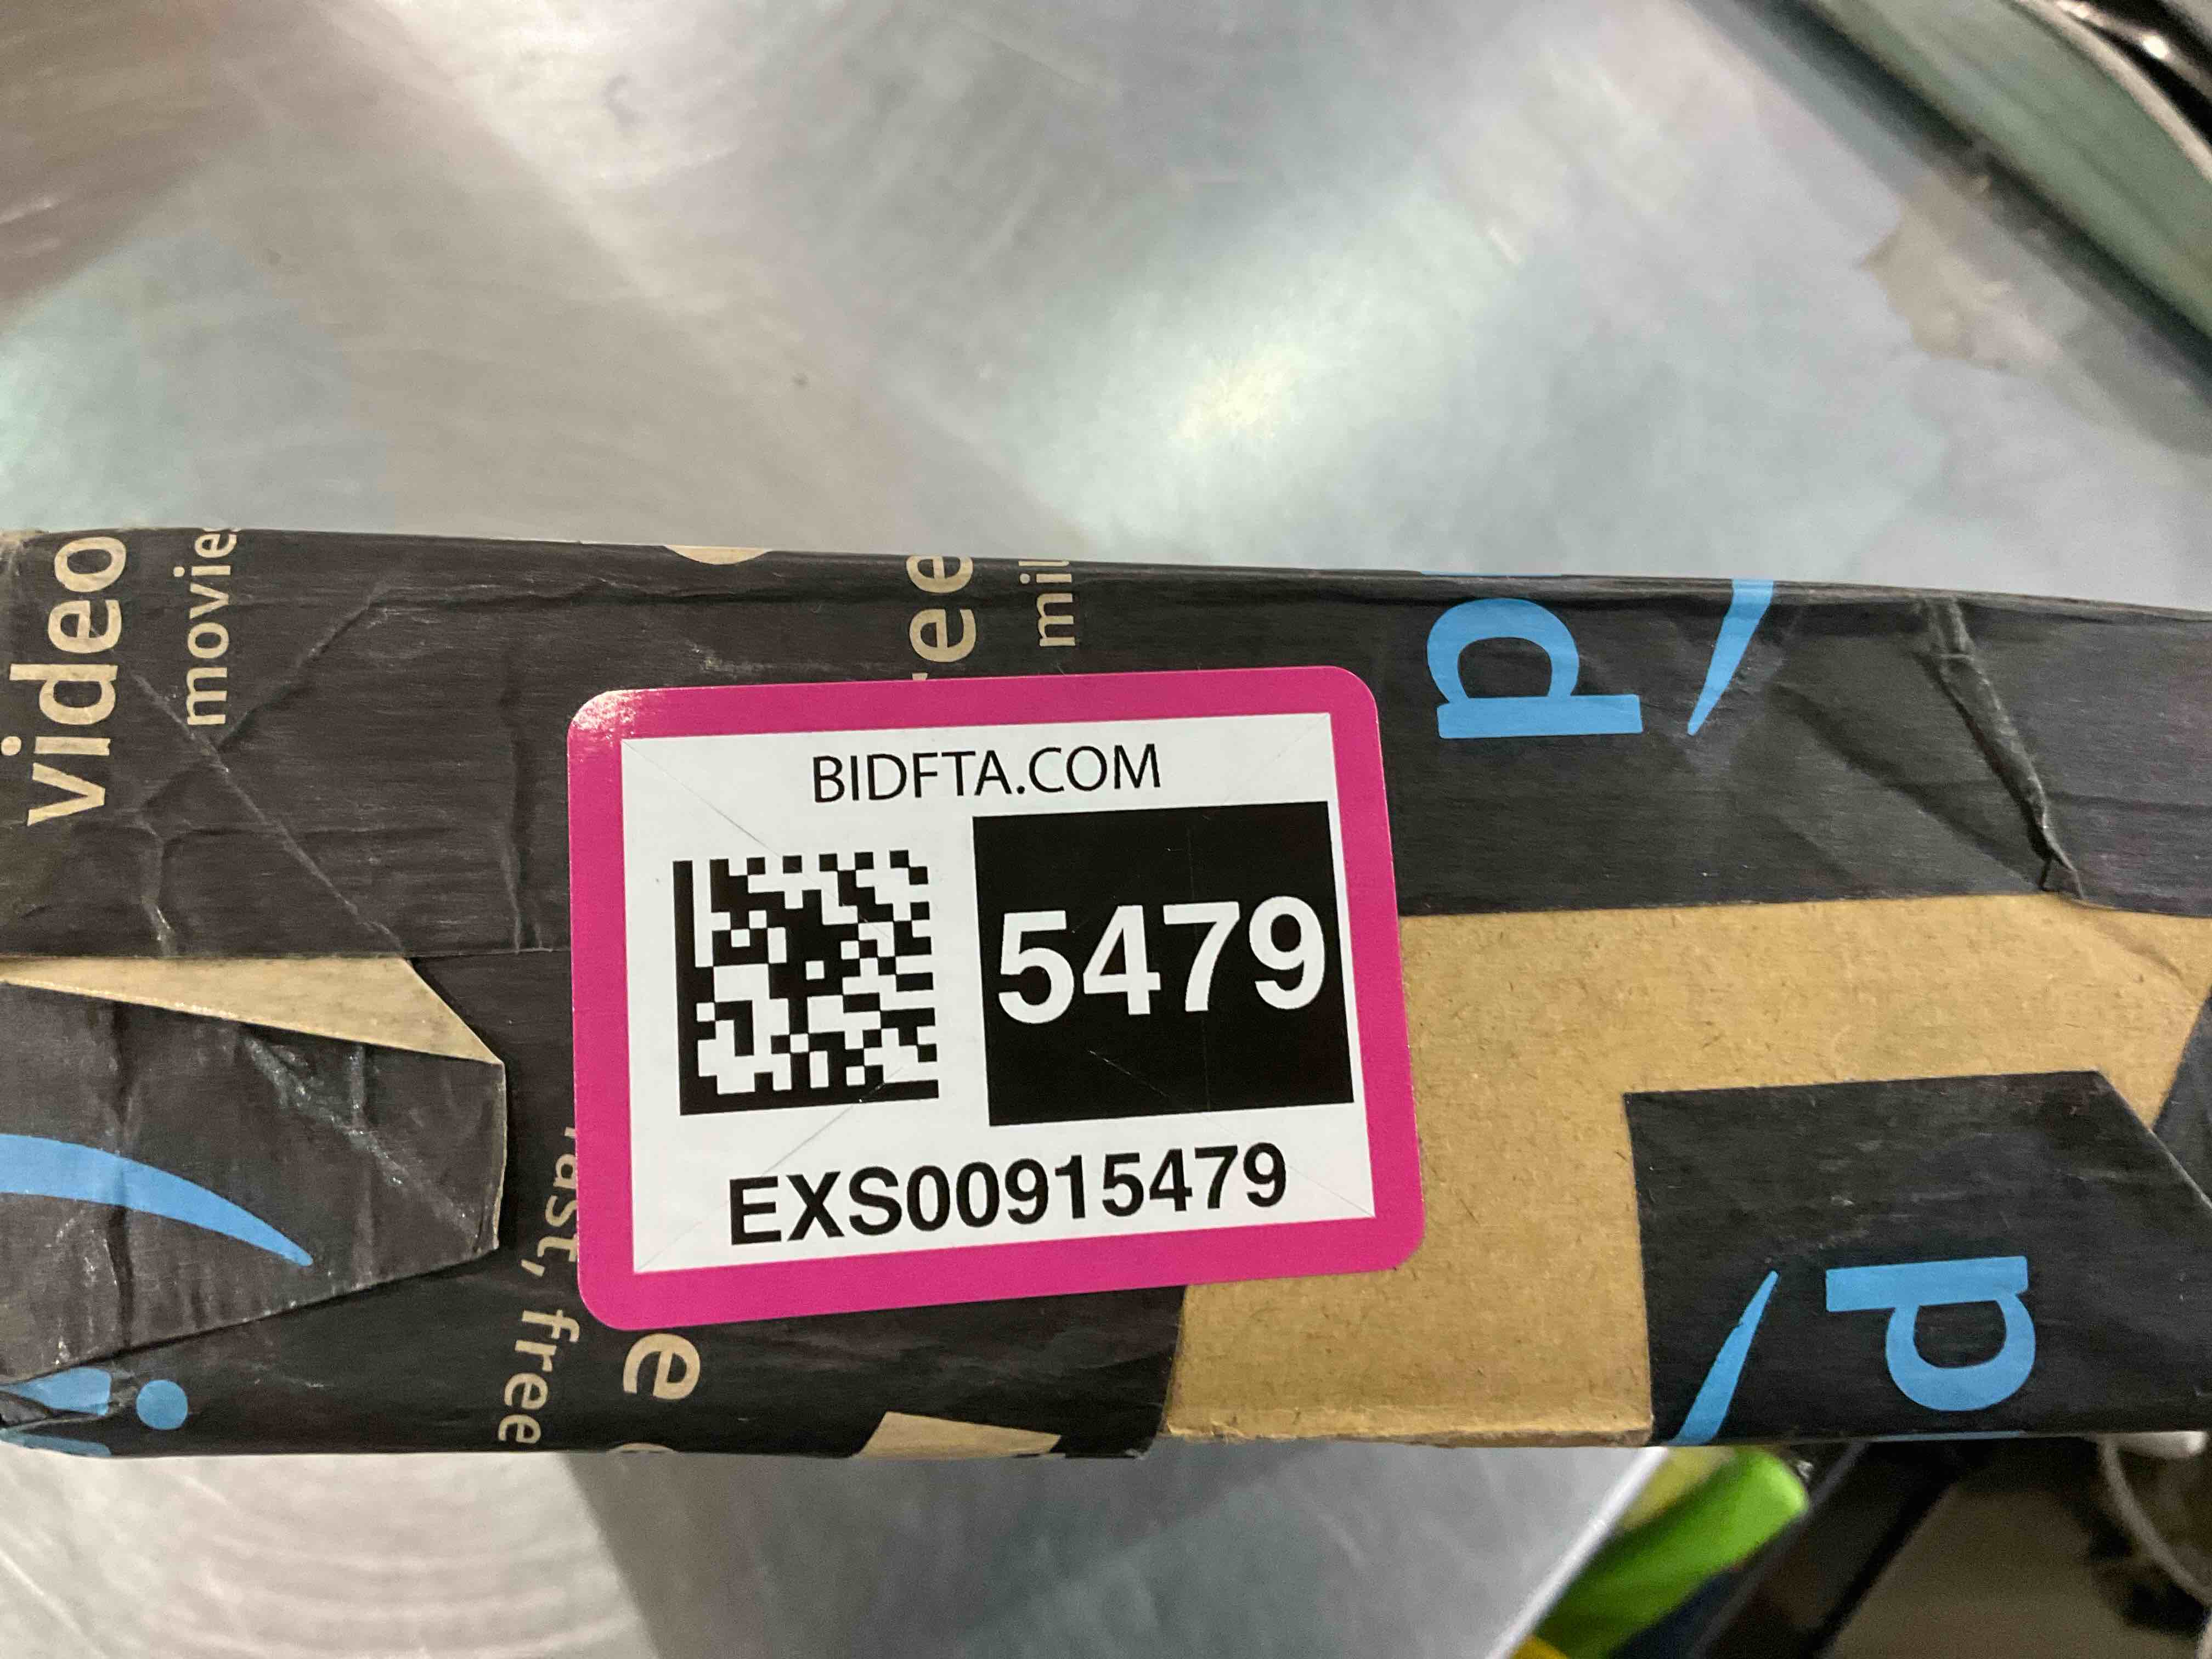 video
movie
ee
mi
p
BIDFTA.COM
5479
EXS00915479
fast, free
e
p